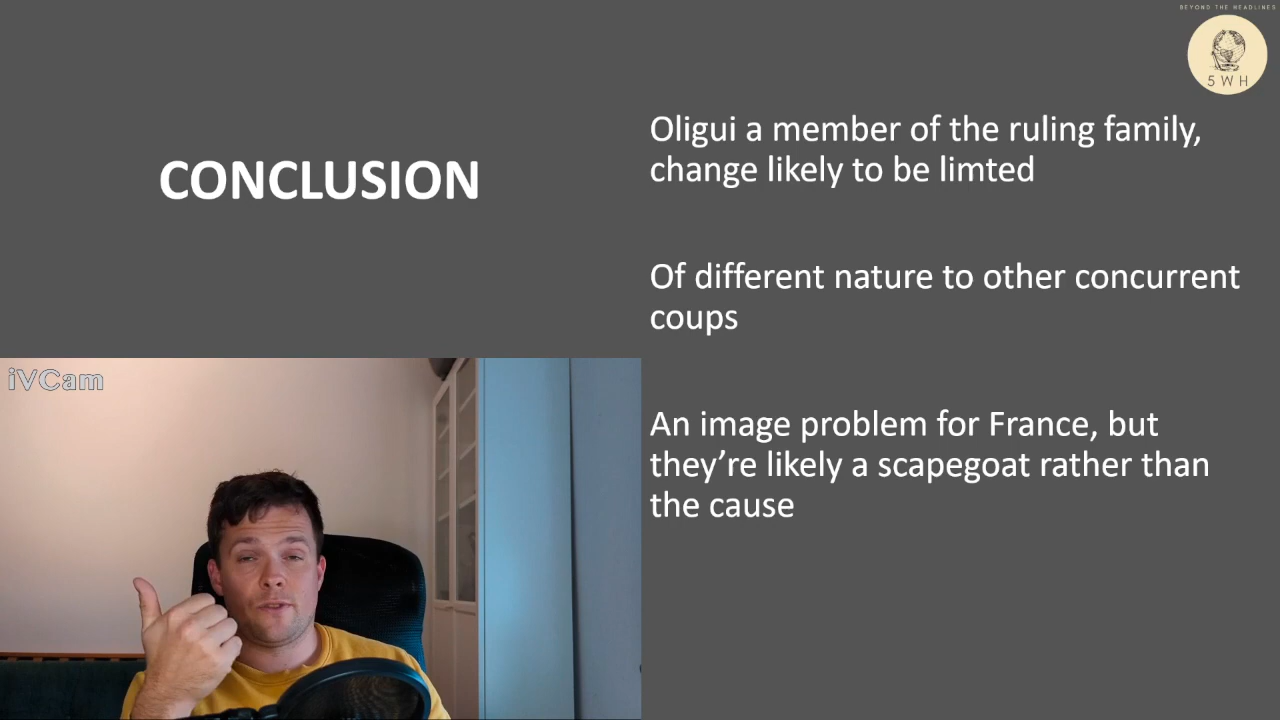 BEYOND THE HEADLINES
5 W H
CONCLUSION
Oligui a member of the ruling family,
change likely to be limted
Of different nature to other concurrent
coups
An image problem for France, but
they’re likely a scapegoat rather than
the cause
iVCam